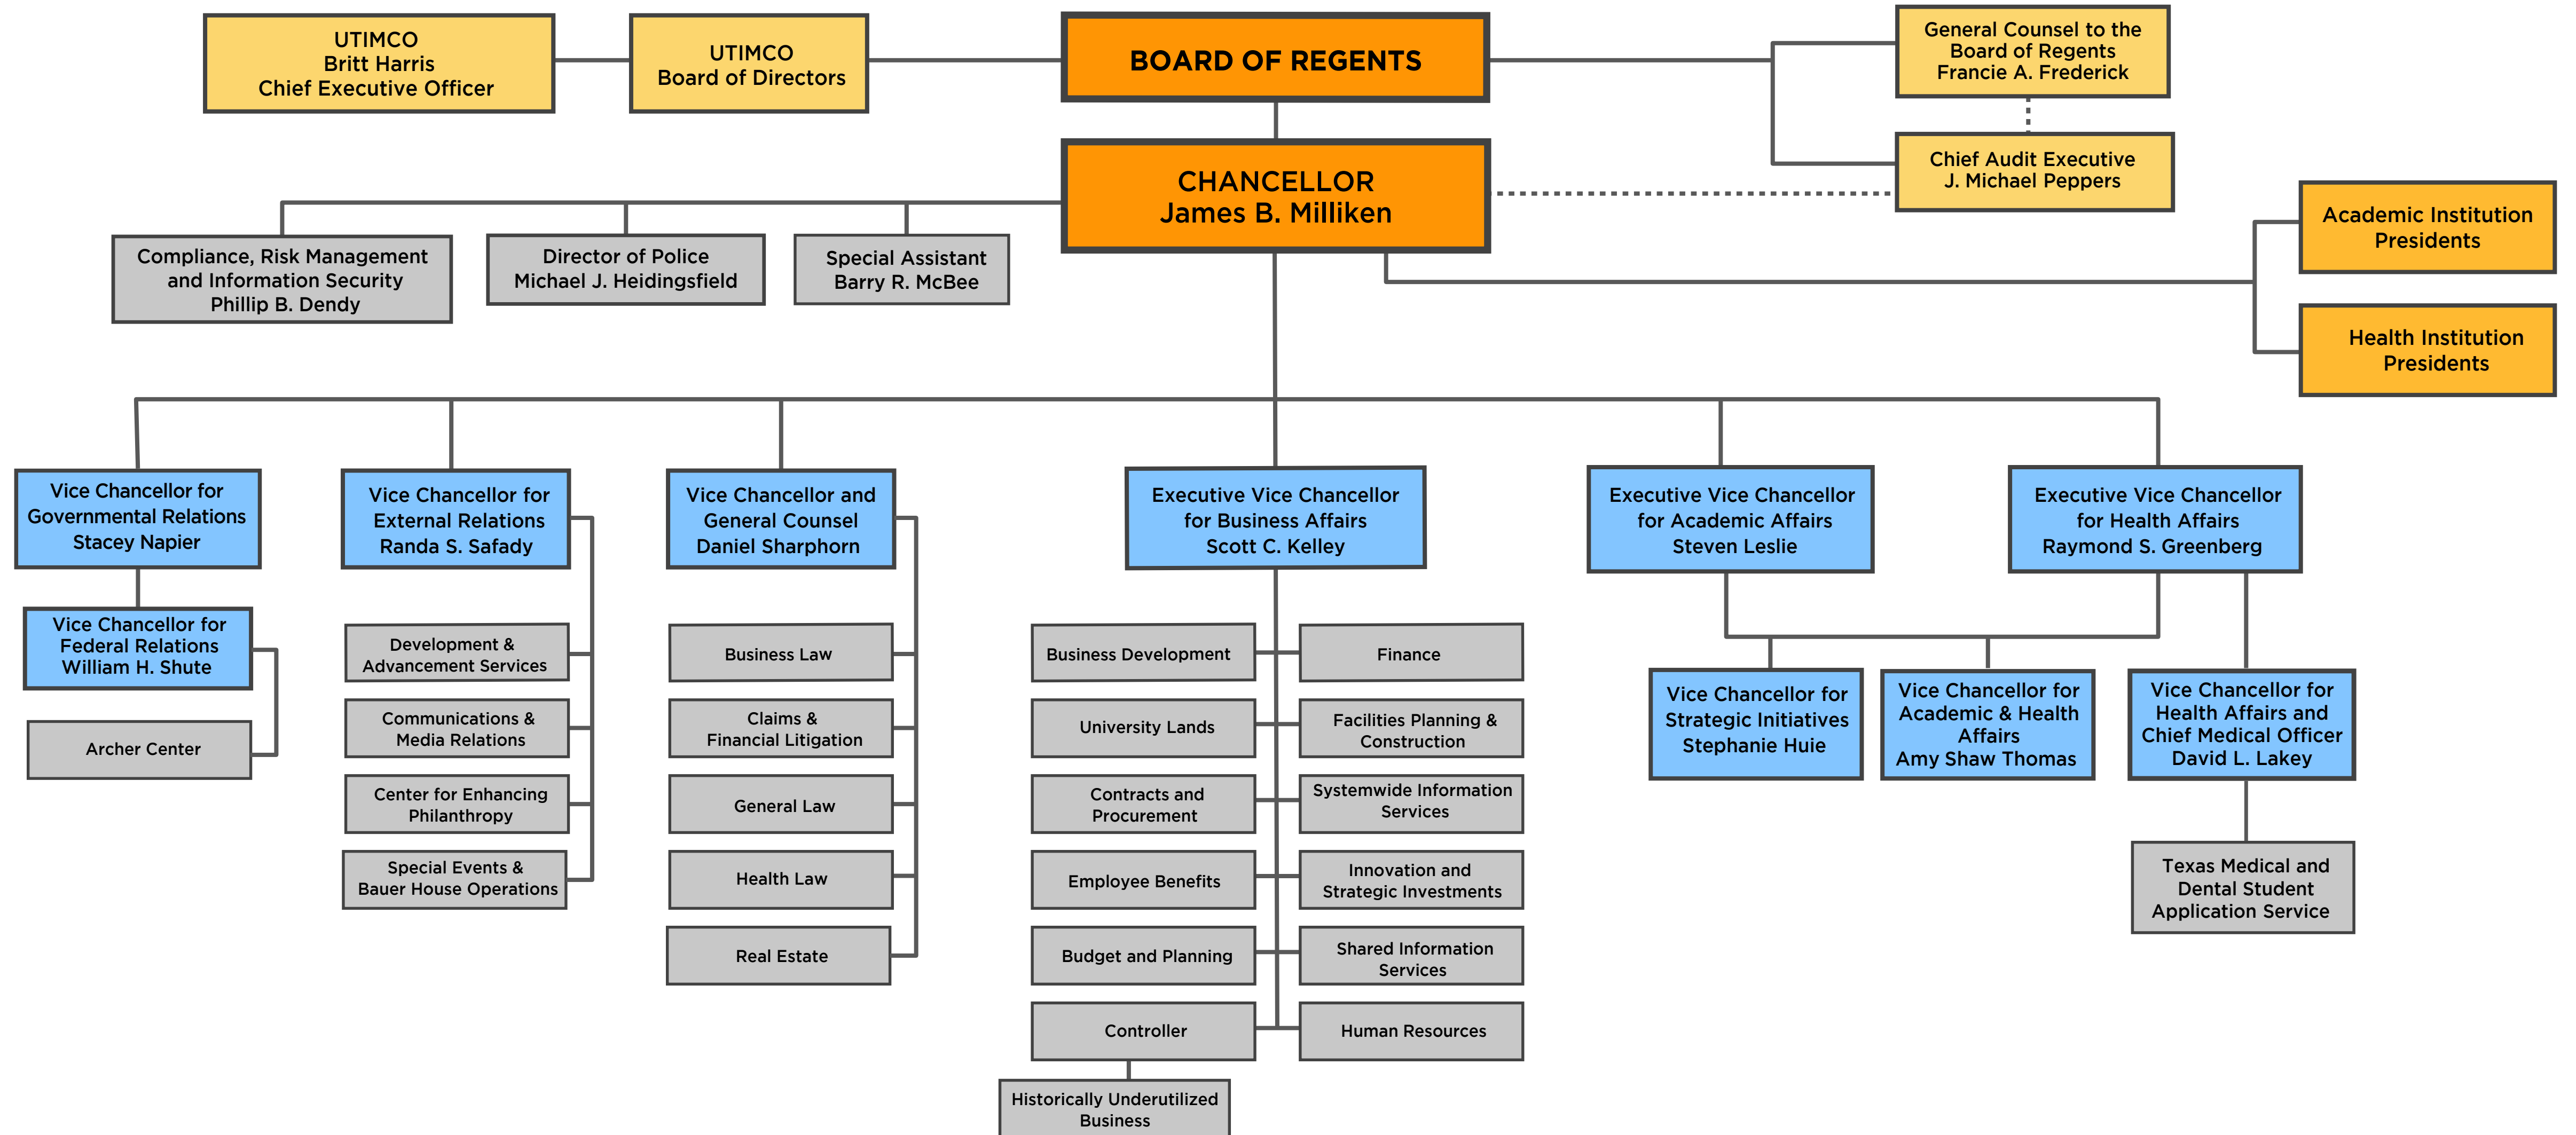 UTIMCO
Britt Harris
Chief Executive Officer
UTIMCO
Board of Directors
BOARD OF REGENTS
General Counsel to the
Board of Regents
Francie A. Frederick
CHANCELLOR
James B. Milliken
Chief Audit Executive
J. Michael Peppers
Academic Institution
Presidents
Health Institution
Presidents
Compliance, Risk Management
and Information Security
Phillip B. Dendy
Director of Police
Michael J. Heidingsfield
Special Assistant
Barry R. McBee
Vice Chancellor for
Governmental Relations
Stacey Napier
Vice Chancellor for
External Relations
Randa S. Safady
Vice Chancellor and
General Counsel
Daniel Sharphorn
Executive Vice Chancellor
for Business Affairs
Scott C. Kelley
Executive Vice Chancellor
for Academic Affairs
Steven Leslie
Executive Vice Chancellor
for Health Affairs
Raymond S. Greenberg
Vice Chancellor for
Federal Relations
William H. Shute
Archer Center
Development &
Advancement Services
Communications &
Media Relations
Center for Enhancing
Philanthropy
Special Events &
Bauer House Operations
Business Law
Claims &
Financial Litigation
General Law
Health Law
Real Estate
Business Development
Finance
University Lands
Facilities Planning &
Construction
Contracts and
Procurement
Systemwide Information
Services
Employee Benefits
Innovation and
Strategic Investments
Budget and Planning
Shared Information
Services
Controller
Human Resources
Historically Underutilized
Business
Vice Chancellor for
Strategic Initiatives
Stephanie Huie
Vice Chancellor for
Academic & Health
Affairs
Amy Shaw Thomas
Vice Chancellor for
Health Affairs and
Chief Medical Officer
David L. Lakey
Texas Medical and
Dental Student
Application Service